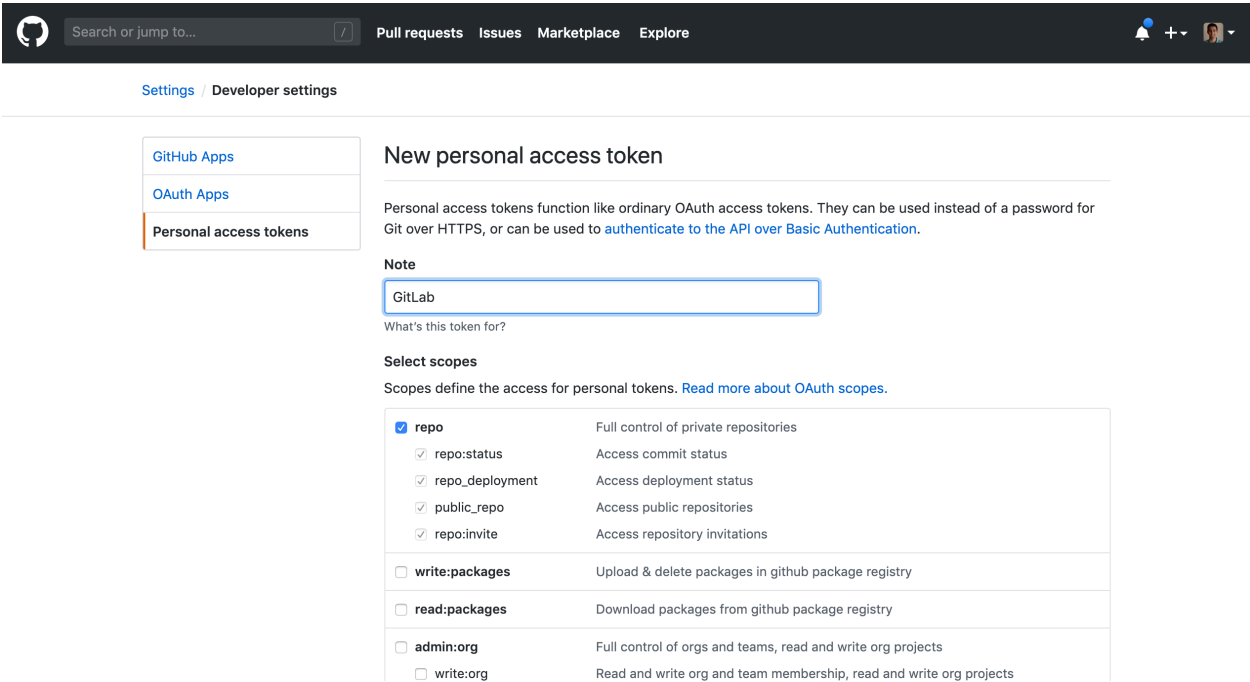 Search or jump to... /
Pull requests Issues Marketplace Explore
Settings / Developer settings
GitHub Apps
OAuth Apps
Personal access tokens
New personal access token
Personal access tokens function like ordinary OAuth access tokens. They can be used instead of a password for
Git over HTTPS, or can be used to authenticate to the API over Basic Authentication.
Note
GitLab
What's this token for?
Select scopes
Scopes define the access for personal tokens. Read more about OAuth scopes.
repo Full control of private repositories
repo:status Access commit status
repo_deployment Access deployment status
public_repo Access public repositories
repo:invite Access repository invitations
write:packages Upload & delete packages in github package registry
read:packages Download packages from github package registry
admin:org Full control of orgs and teams, read and write org projects
write:org Read and write org and team membership, read and write org projects